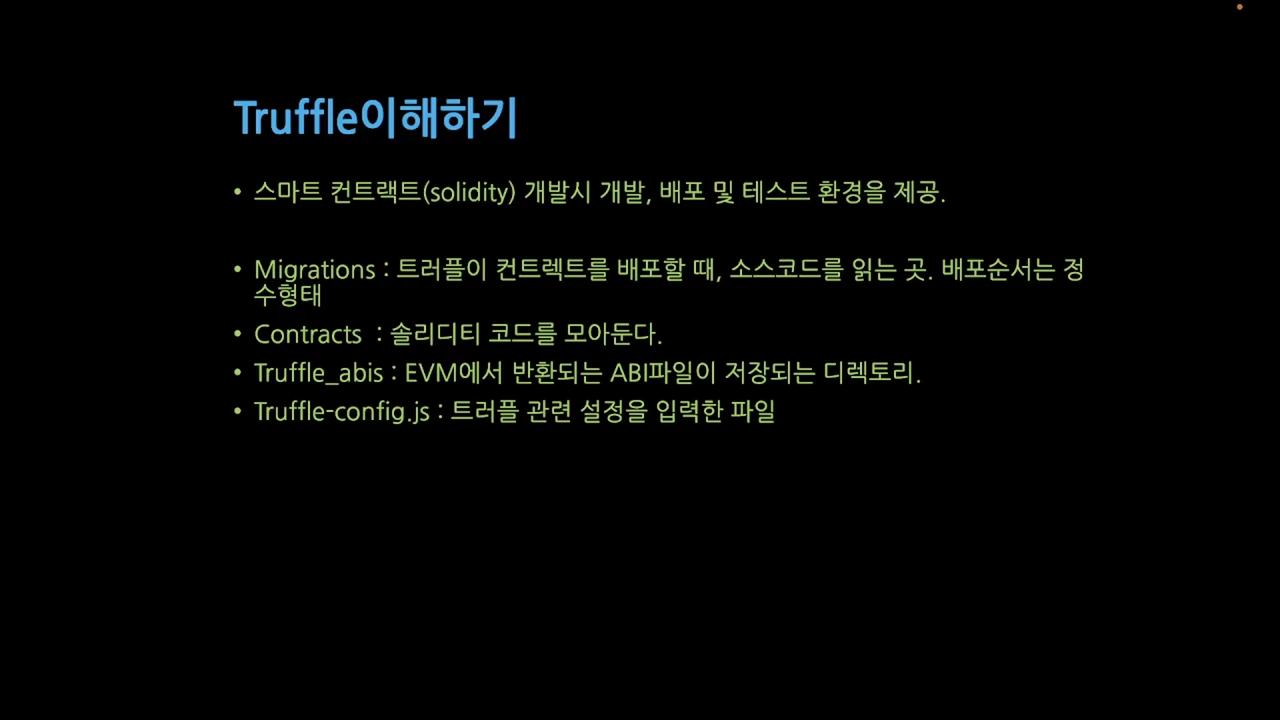 Truffle이해하기
• 스마트 컨트랙트(solidity) 개발시 개발, 배포 및 테스트 환경을 제공.
• Migrations : 트러플이 컨트렉트를 배포할 때, 소스코드를 읽는 곳. 배포순서는 정
수형태
• Contracts : 솔리디티 코드를 모아둔다.
• Truffle_abis : EVM에서 반환되는 ABI파일이 저장되는 디렉토리.
• Truffle-config.js : 트러플 관련 설정을 입력한 파일